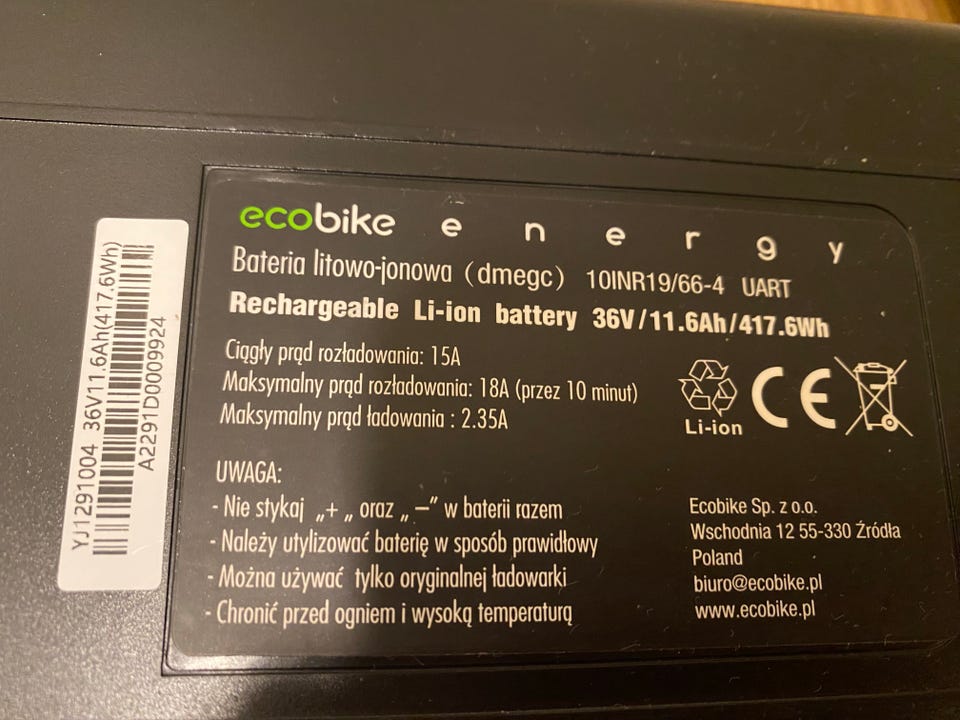 ecobike energy
Bateria litowo-jonowa (dmegc) 10INR19/66-4 UART
Rechargeable Li-ion battery 36V/11.6Ah/417.6Wh
Ciągły prąd rozładowania: 15A
Maksymalny prąd rozładowania: 18A (przez 10 minut)
Maksymalny prąd ładowania : 2.35A
Li-ion
CE
UWAGA:
- Nie stykaj „+ „ oraz „ –” w baterii razem
- Należy utylizować baterię w sposób prawidłowy
- Można używać tylko oryginalnej ładowarki
- Chronić przed ogniem i wysoką temperaturą
Ecobike Sp. z o.o.
Wschodnia 12 55-330 Źródła
Poland
biuro@ecobike.pl
www.ecobike.pl
YJ1291004 36V11.6Ah(417.6Wh)
A2291D0009924